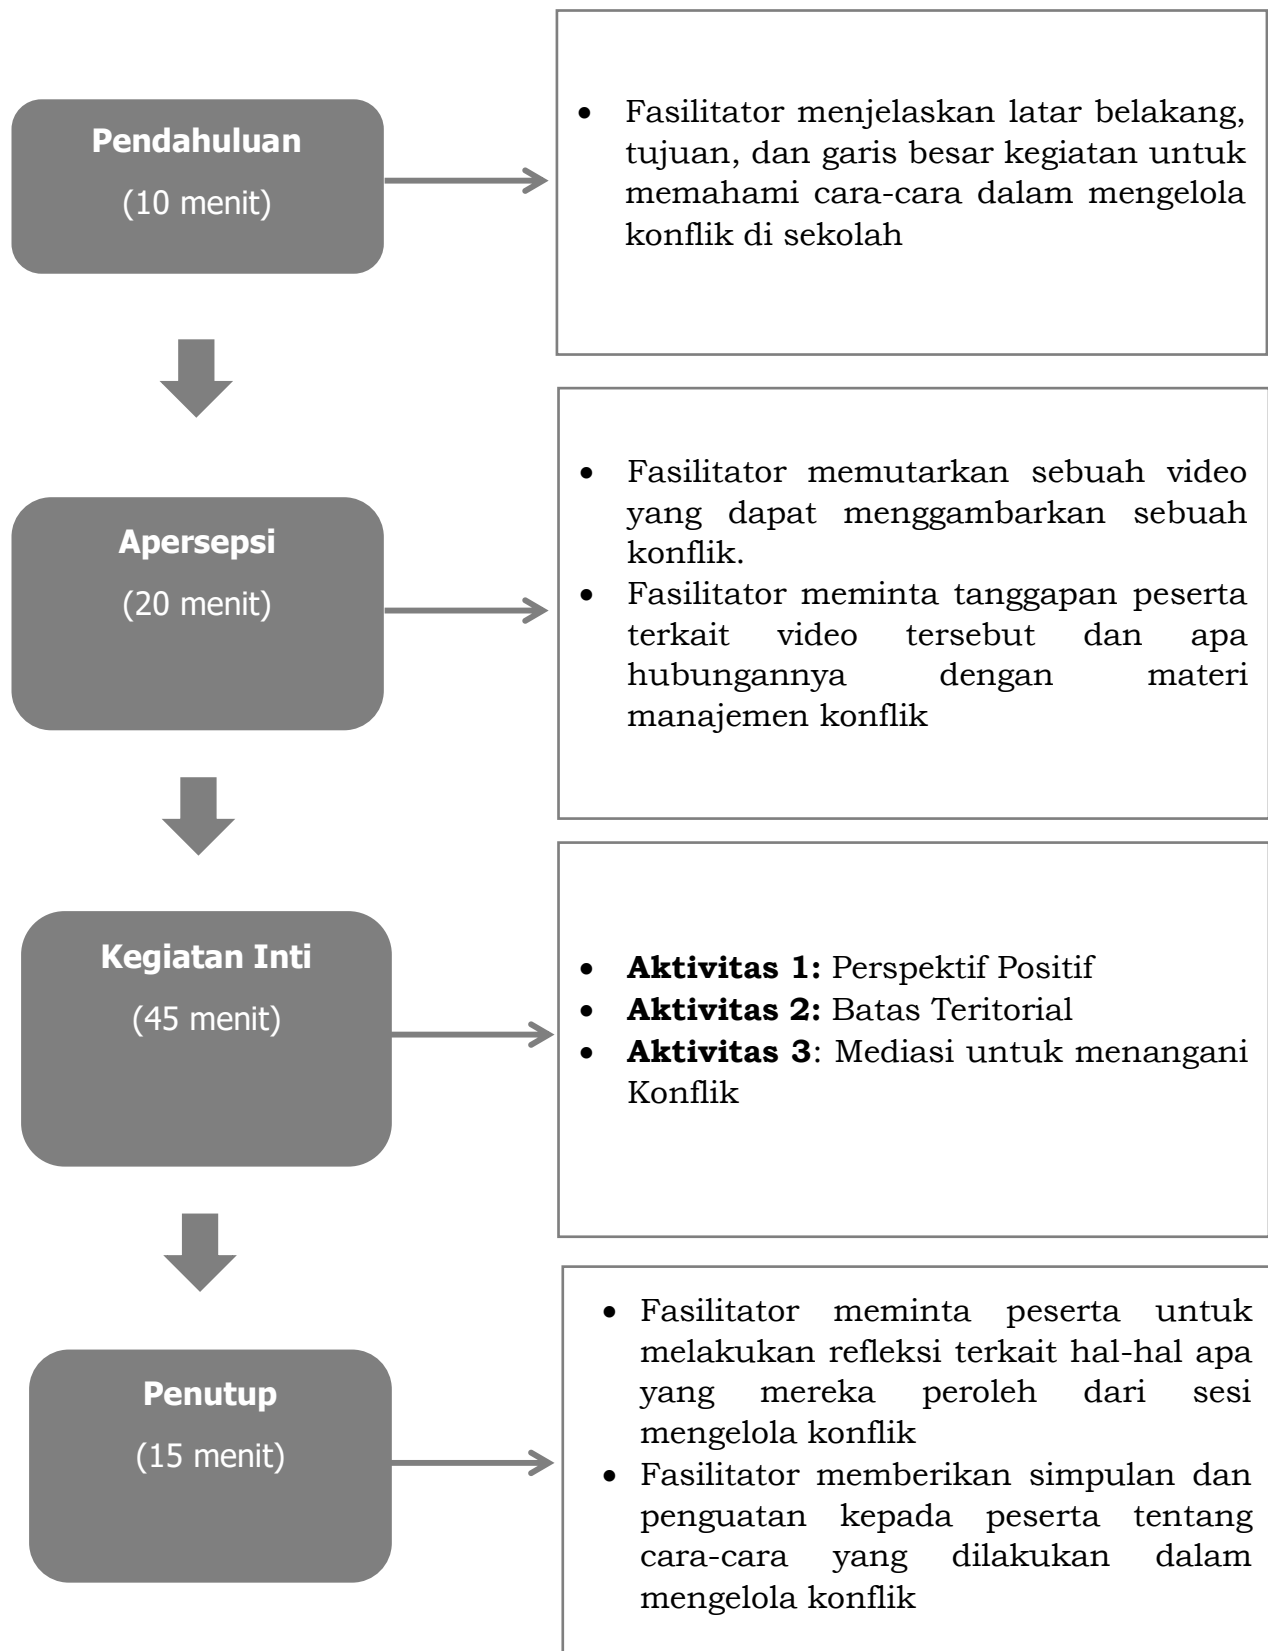 Pendahuluan
(10 menit)
• Fasilitator menjelaskan latar belakang,
tujuan, dan garis besar kegiatan untuk
memahami cara-cara dalam mengelola
konflik di sekolah
Apersepsi
(20 menit)
• Fasilitator memutarkan sebuah video
yang dapat menggambarkan sebuah
konflik.
• Fasilitator meminta tanggapan peserta
terkait video tersebut dan apa
hubungannya dengan materi
manajemen konflik
Kegiatan Inti
(45 menit)
• Aktivitas 1: Perspektif Positif
• Aktivitas 2: Batas Teritorial
• Aktivitas 3: Mediasi untuk menangani
Konflik
Penutup
(15 menit)
• Fasilitator meminta peserta untuk
melakukan refleksi terkait hal-hal apa
yang mereka peroleh dari sesi
mengelola konflik
• Fasilitator memberikan simpulan dan
penguatan kepada peserta tentang
cara-cara yang dilakukan dalam
mengelola konflik